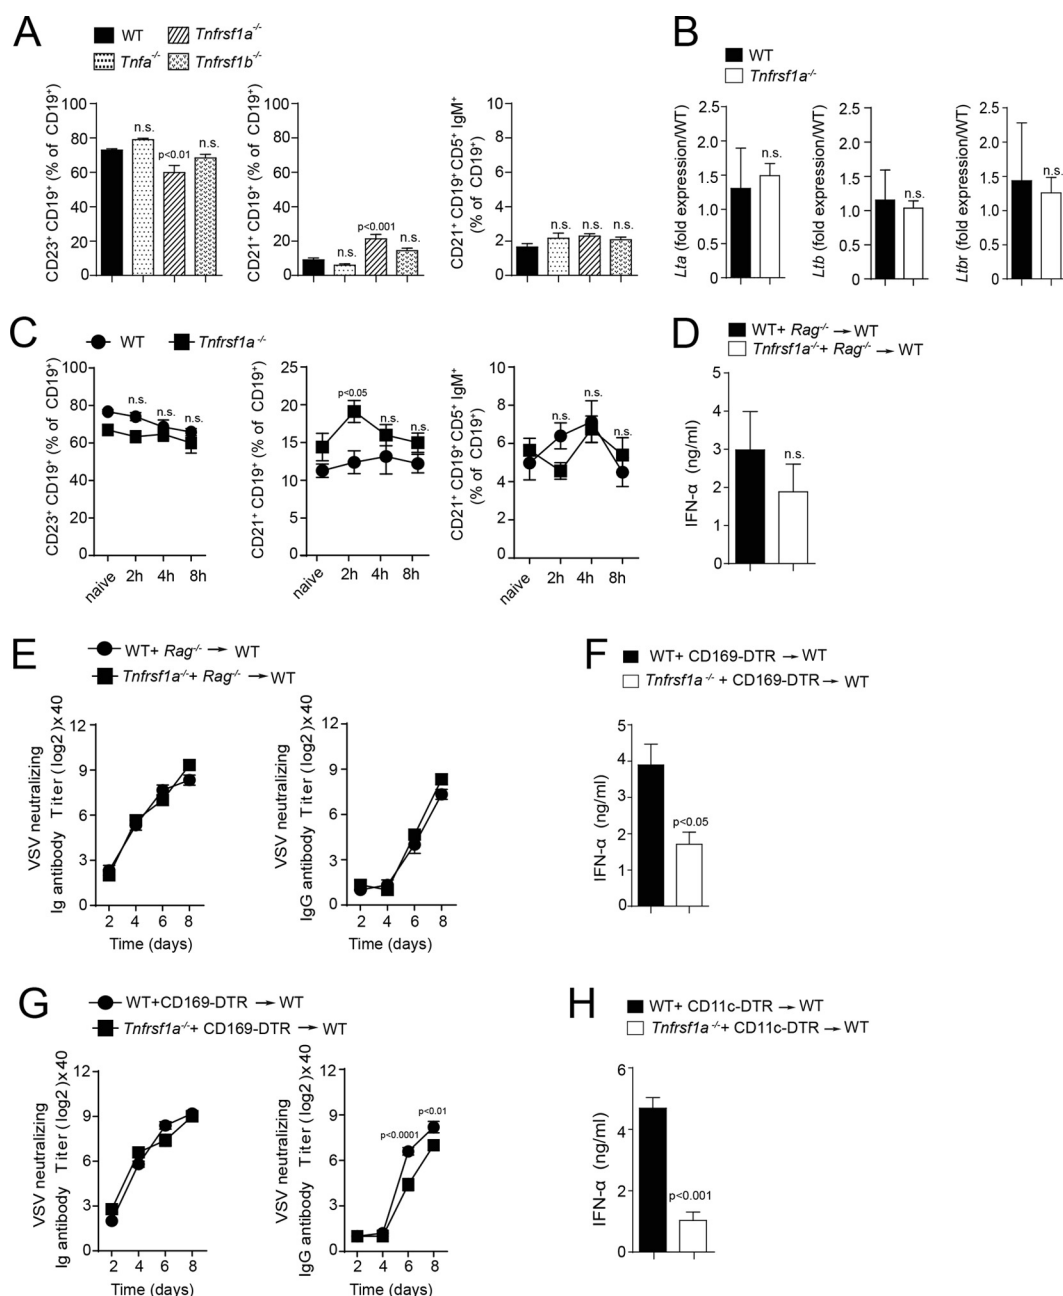 A
WT
Tnfrsf1a-/-
Tnfa-/-
Tnfrsf1b-/-
CD23+ CD19+ (% of CD19+)
100
80
60
40
20
0
n.s.
p<0.01
n.s.
CD21+ CD19+ (% of CD19+)
100
80
60
40
20
0
n.s.
p<0.001
n.s.
CD21+ CD19+ CD5+ IgM+
(% of CD19+)
10
8
6
4
2
0
n.s.
n.s.
n.s.
B
WT
Tnfrsf1a-/-
Lta (fold expression/WT)
2.5
2.0
1.5
1.0
0.5
0
n.s.
Ltb (fold expression/WT)
2.5
2.0
1.5
1.0
0.5
0
n.s.
Ltbr (fold expression/WT)
2.5
2.0
1.5
1.0
0.5
0
n.s.
C
WT
Tnfrsf1a -/-
CD23+ CD19+ (% of CD19+)
100
80
60
40
20
0
n.s.
n.s.
n.s.
naive
2h
4h
8h
CD21+ CD19+ (% of CD19+)
25
20
15
10
5
0
p<0.05
n.s.
n.s.
naive
2h
4h
8h
CD21+ CD19+ CD5+ IgM+
(% of CD19+)
10
8
6
4
2
0
n.s.
n.s.
n.s.
naive
2h
4h
8h
D
WT+ Rag-/- → WT
Tnfrsf1a-/-+ Rag-/- → WT
IFN-α (ng/ml)
5
4
3
2
1
0
n.s.
E
WT+ Rag-/- → WT
Tnfrsf1a-/-+ Rag-/- → WT
VSV neutralizing
Ig antibody Titer (log2)x40
12
9
6
3
0
2 4 6 8
Time (days)
VSV neutralizing
IgG antibody Titer (log2)x40
12
9
6
3
0
2 4 6 8
Time (days)
F
WT+ CD169-DTR → WT
Tnfrsf1a -/- + CD169-DTR → WT
IFN-α (ng/ml)
5
4
3
2
1
0
p<0.05
G
WT+CD169-DTR → WT
Tnfrsf1a-/-+ CD169-DTR → WT
VSV neutralizing
Ig antibody Titer (log2)x40
12
9
6
3
0
2 4 6 8
Time (days)
VSV neutralizing
IgG antibody Titer (log2)x40
12
9
6
3
0
p<0.0001
p<0.01
2 4 6 8
Time (days)
H
WT+ CD11c-DTR → WT
Tnfrsf1a -/-+ CD11c-DTR → WT
IFN-α (ng/ml)
6
4
2
0
p<0.001